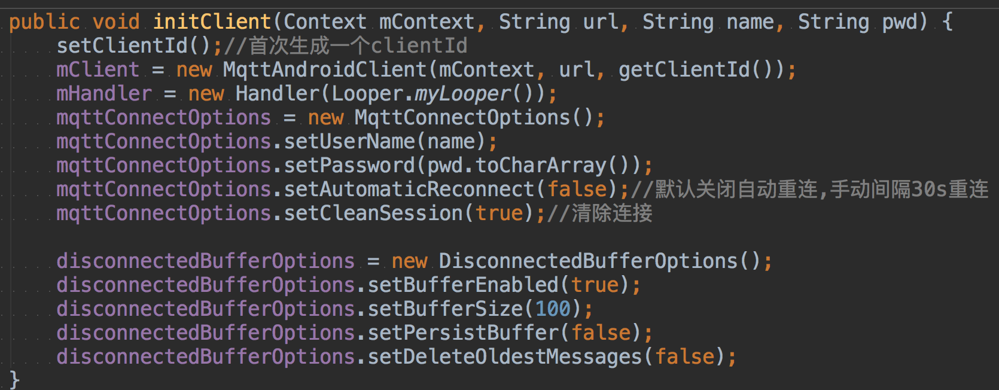 public void initClient(Context mContext, String url, String name, String pwd) {
    setClientId();//首次生成一个clientId
    mClient = new MqttAndroidClient(mContext, url, getClientId());
    mHandler = new Handler(Looper.myLooper());
    mqttConnectOptions = new MqttConnectOptions();
    mqttConnectOptions.setUserName(name);
    mqttConnectOptions.setPassword(pwd.toCharArray());
    mqttConnectOptions.setAutomaticReconnect(false);//默认关闭自动重连,手动间隔30s重连
    mqttConnectOptions.setCleanSession(true);//清除连接

    disconnectedBufferOptions = new DisconnectedBufferOptions();
    disconnectedBufferOptions.setBufferEnabled(true);
    disconnectedBufferOptions.setBufferSize(100);
    disconnectedBufferOptions.setPersistBuffer(false);
    disconnectedBufferOptions.setDeleteOldestMessages(false);
}